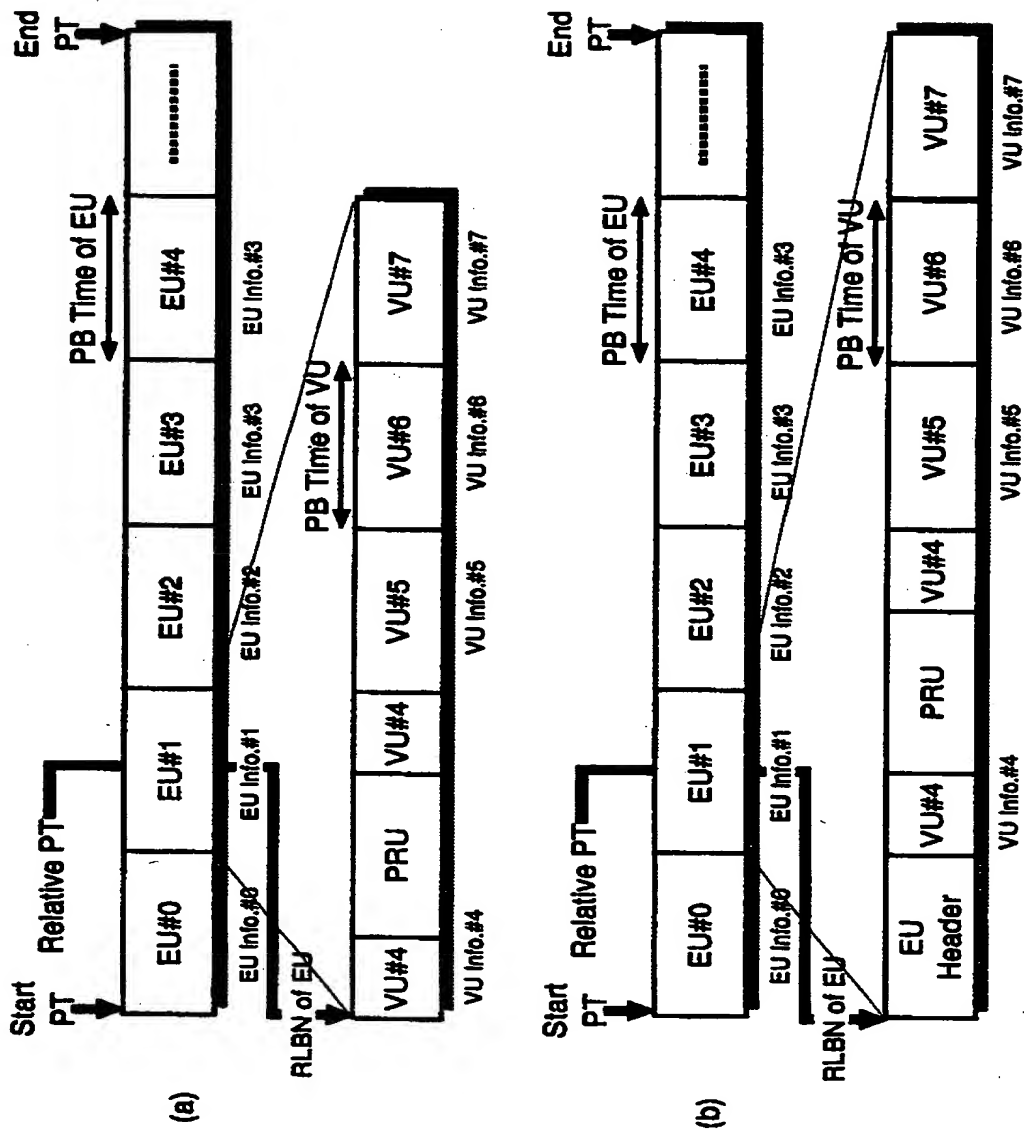 (a)
Start PT
Relative PT
PB Time of EU
End PT
EU#0 EU#1 EU#2 EU#3 EU#4 ------------
EU Info.#0 EU Info.#1 EU Info.#2 EU Info.#3 EU Info.#3
RLBN of EU
PB Time of VU
VU#4 PRU VU#4 VU#5 VU#6 VU#7
VU Info.#4 VU Info.#5 VU Info.#6 VU Info.#7
(b)
Start PT
Relative PT
PB Time of EU
End PT
EU#0 EU#1 EU#2 EU#3 EU#4 ------------
EU Info.#0 EU Info.#1 EU Info.#2 EU Info.#3 EU Info.#3
RLBN of EU
PB Time of VU
EU Header VU#4 PRU VU#4 VU#5 VU#6 VU#7
VU Info.#4 VU Info.#5 VU Info.#6 VU Info.#7